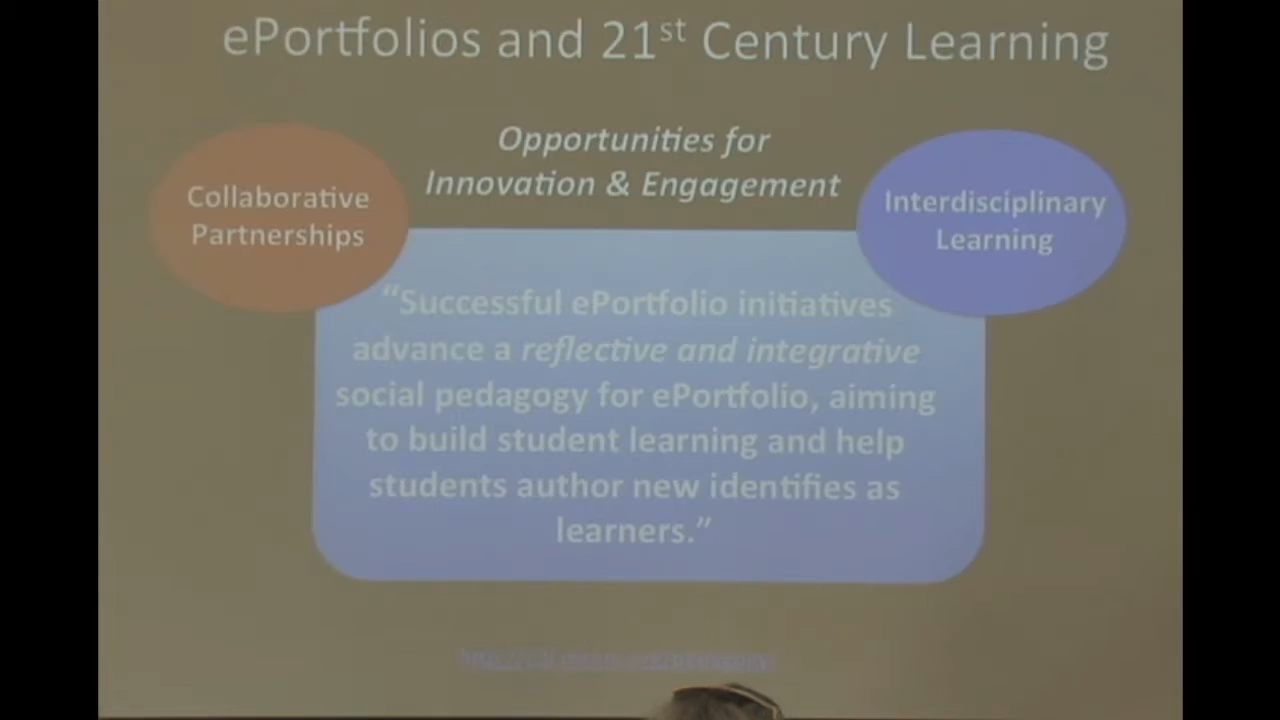 ePortfolios and 21st Century Learning
Opportunities for
Innovation & Engagement
Collaborative
Partnerships
Interdisciplinary
Learning
“Successful ePortfolio initiatives
advance a reflective and integrative
social pedagogy for ePortfolio, aiming
to build student learning and help
students author new identifies as
learners.”